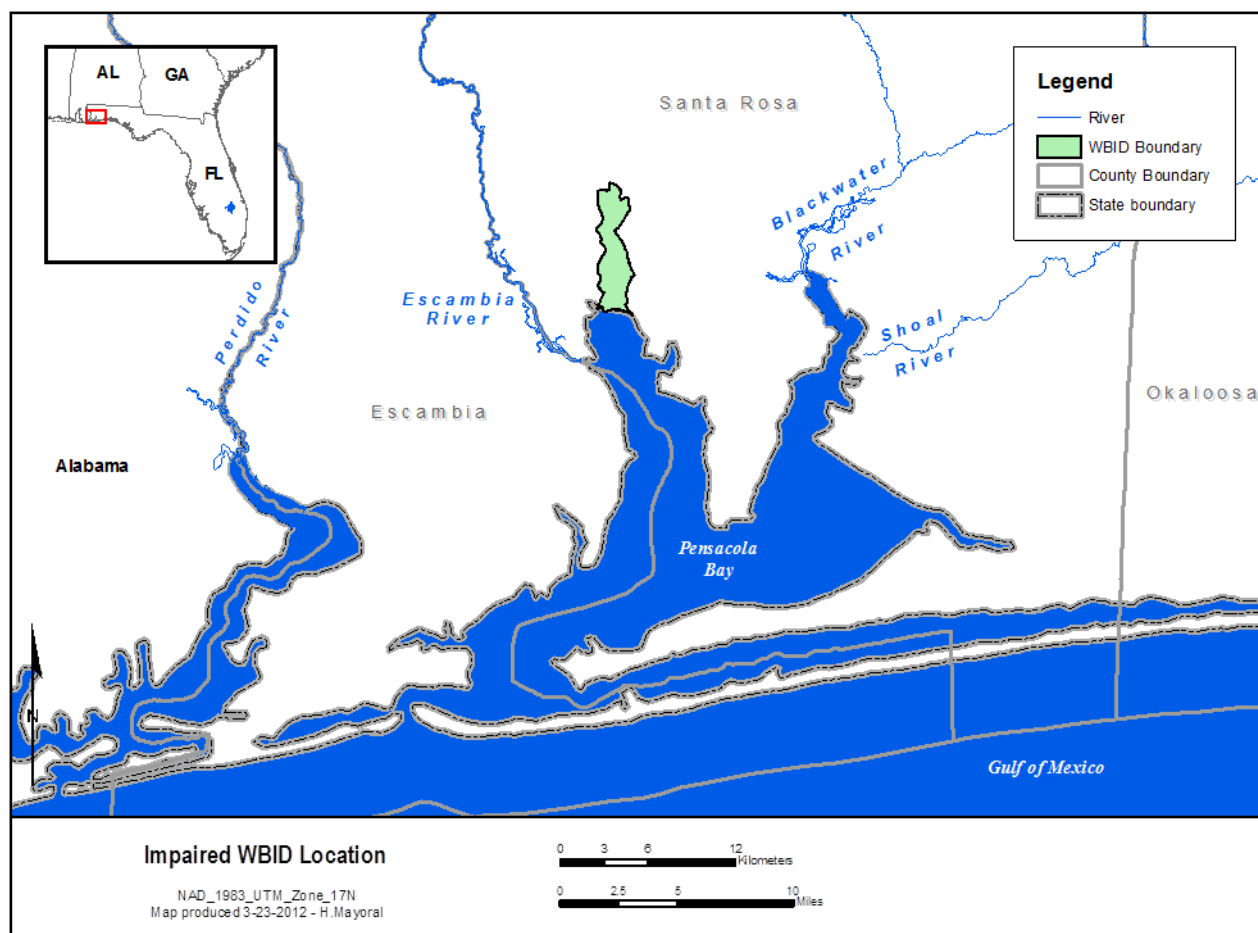 AL
GA
FL
Santa Rosa
Legend
River
WBID Boundary
County Boundary
State boundary
Blackwater
River
Perdido
River
Escambia
River
Shoal
River
Escambia
Okaloosa
Alabama
Pensacola
Bay
N
Gulf of Mexico
Impaired WBID Location
NAD_1983_UTM_Zone_17N
Map produced 3-23-2012 - H.Mayoral
0 3 6 12
Kilometers
0 2.5 5 10
Miles